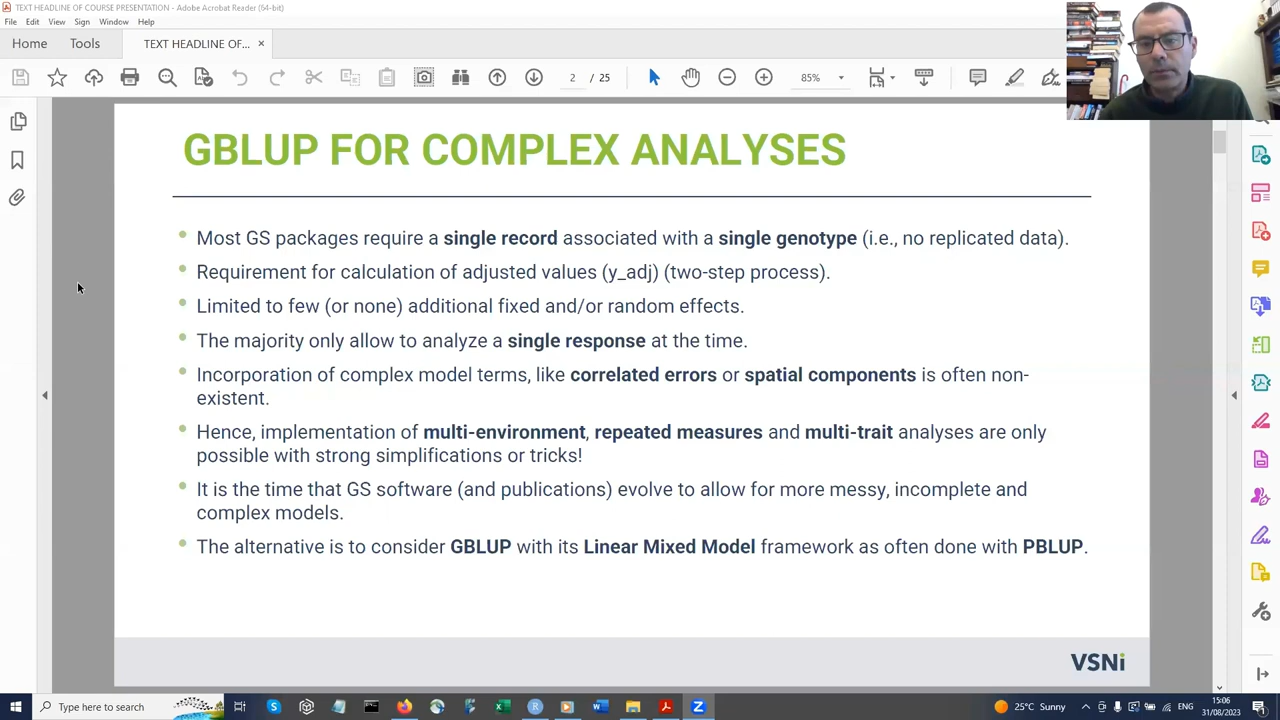 TEXT HEADLINE OF COURSE PRESENTATION - Adobe Acrobat Reader (64-bit)
File Edit View Sign Window Help
Home Tools TEXT HEADLINE OF... ×
2 / 25 85%
GBLUP FOR COMPLEX ANALYSES
• Most GS packages require a single record associated with a single genotype (i.e., no replicated data).
• Requirement for calculation of adjusted values (y_adj) (two-step process).
• Limited to few (or none) additional fixed and/or random effects.
• The majority only allow to analyze a single response at the time.
• Incorporation of complex model terms, like correlated errors or spatial components is often non-
existent.
• Hence, implementation of multi-environment, repeated measures and multi-trait analyses are only
possible with strong simplifications or tricks!
• It is the time that GS software (and publications) evolve to allow for more messy, incomplete and
complex models.
• The alternative is to consider GBLUP with its Linear Mixed Model framework as often done with PBLUP.
VSNi
Type here to search 25°C Sunny ENG 15:06
31/08/2023